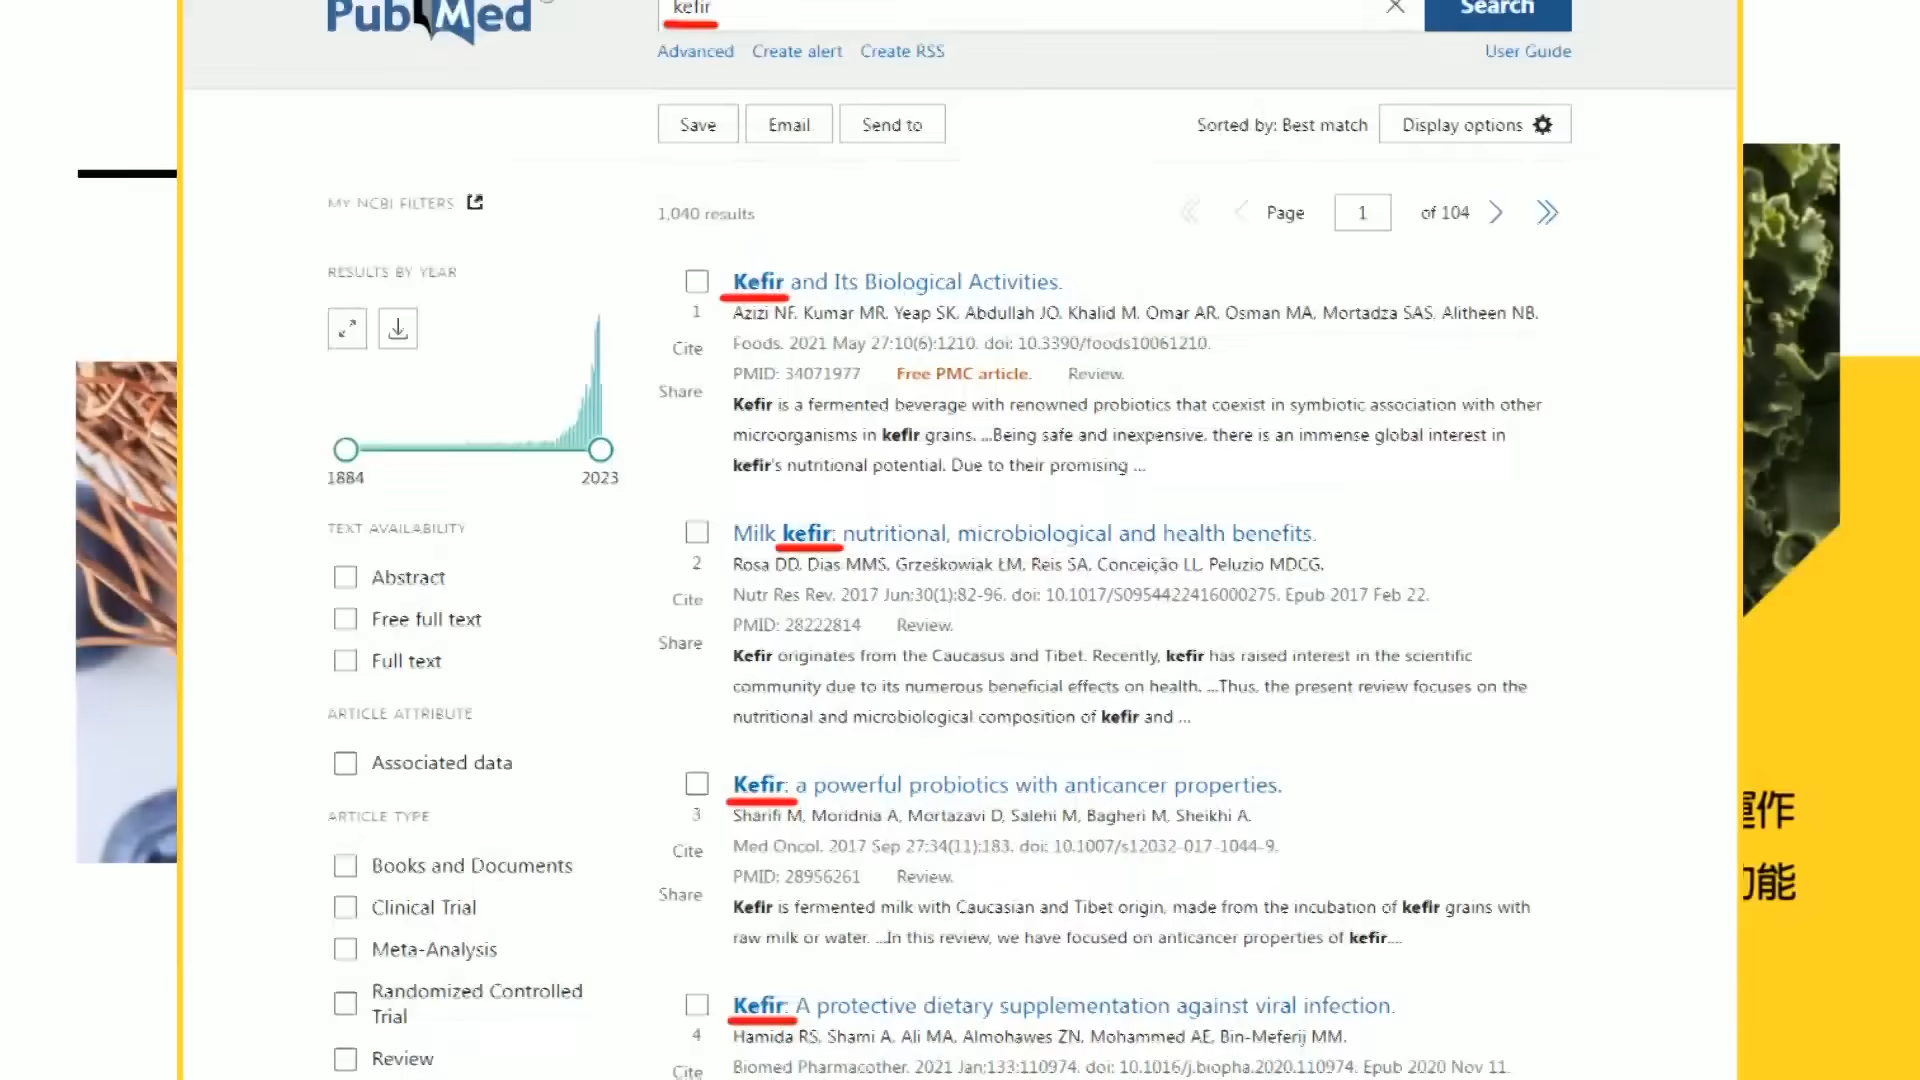 PubMed
kefir
Search
Advanced Create alert Create RSS
User Guide
Save Email Send to
Sorted by: Best match
Display options
MY NCBI FILTERS
1,040 results
Page 1 of 104
RESULTS BY YEAR
1884 2023
TEXT AVAILABILITY
Abstract
Free full text
Full text
ARTICLE ATTRIBUTE
Associated data
ARTICLE TYPE
Books and Documents
Clinical Trial
Meta-Analysis
Randomized Controlled
Trial
Review
Kefir and Its Biological Activities.
1
Azizi NF, Kumar MR, Yeap SK, Abdullah JO, Khalid M, Omar AR, Osman MA, Mortadza SAS, Alitheen NB.
Cite
Foods. 2021 May 27;10(6):1210. doi: 10.3390/foods10061210.
PMID: 34071977 Free PMC article. Review.
Share
Kefir is a fermented beverage with renowned probiotics that coexist in symbiotic association with other
microorganisms in kefir grains. ...Being safe and inexpensive, there is an immense global interest in
kefir's nutritional potential. Due to their promising ...
Milk kefir: nutritional, microbiological and health benefits.
2
Rosa DD, Dias MMS, Grześkowiak ŁM, Reis SA, Conceição LL, Peluzio MDCG.
Cite
Nutr Res Rev. 2017 Jun;30(1):82-96. doi: 10.1017/S0954422416000275. Epub 2017 Feb 22.
PMID: 28222814 Review.
Share
Kefir originates from the Caucasus and Tibet. Recently, kefir has raised interest in the scientific
community due to its numerous beneficial effects on health. ...Thus, the present review focuses on the
nutritional and microbiological composition of kefir and ...
Kefir: a powerful probiotics with anticancer properties.
3
Sharifi M, Moridnia A, Mortazavi D, Salehi M, Bagheri M, Sheikhi A.
Cite
Med Oncol. 2017 Sep 27;34(11):183. doi: 10.1007/s12032-017-1044-9.
PMID: 28956261 Review.
Share
Kefir is fermented milk with Caucasian and Tibet origin, made from the incubation of kefir grains with
raw milk or water. ...In this review, we have focused on anticancer properties of kefir....
Kefir: A protective dietary supplementation against viral infection.
4
Hamida RS, Shami A, Ali MA, Almohawes ZN, Mohammed AE, Bin-Meferij MM.
Cite
Biomed Pharmacother. 2021 Jan;133:110974. doi: 10.1016/j.biopha.2020.110974. Epub 2020 Nov 11.
運作
功能